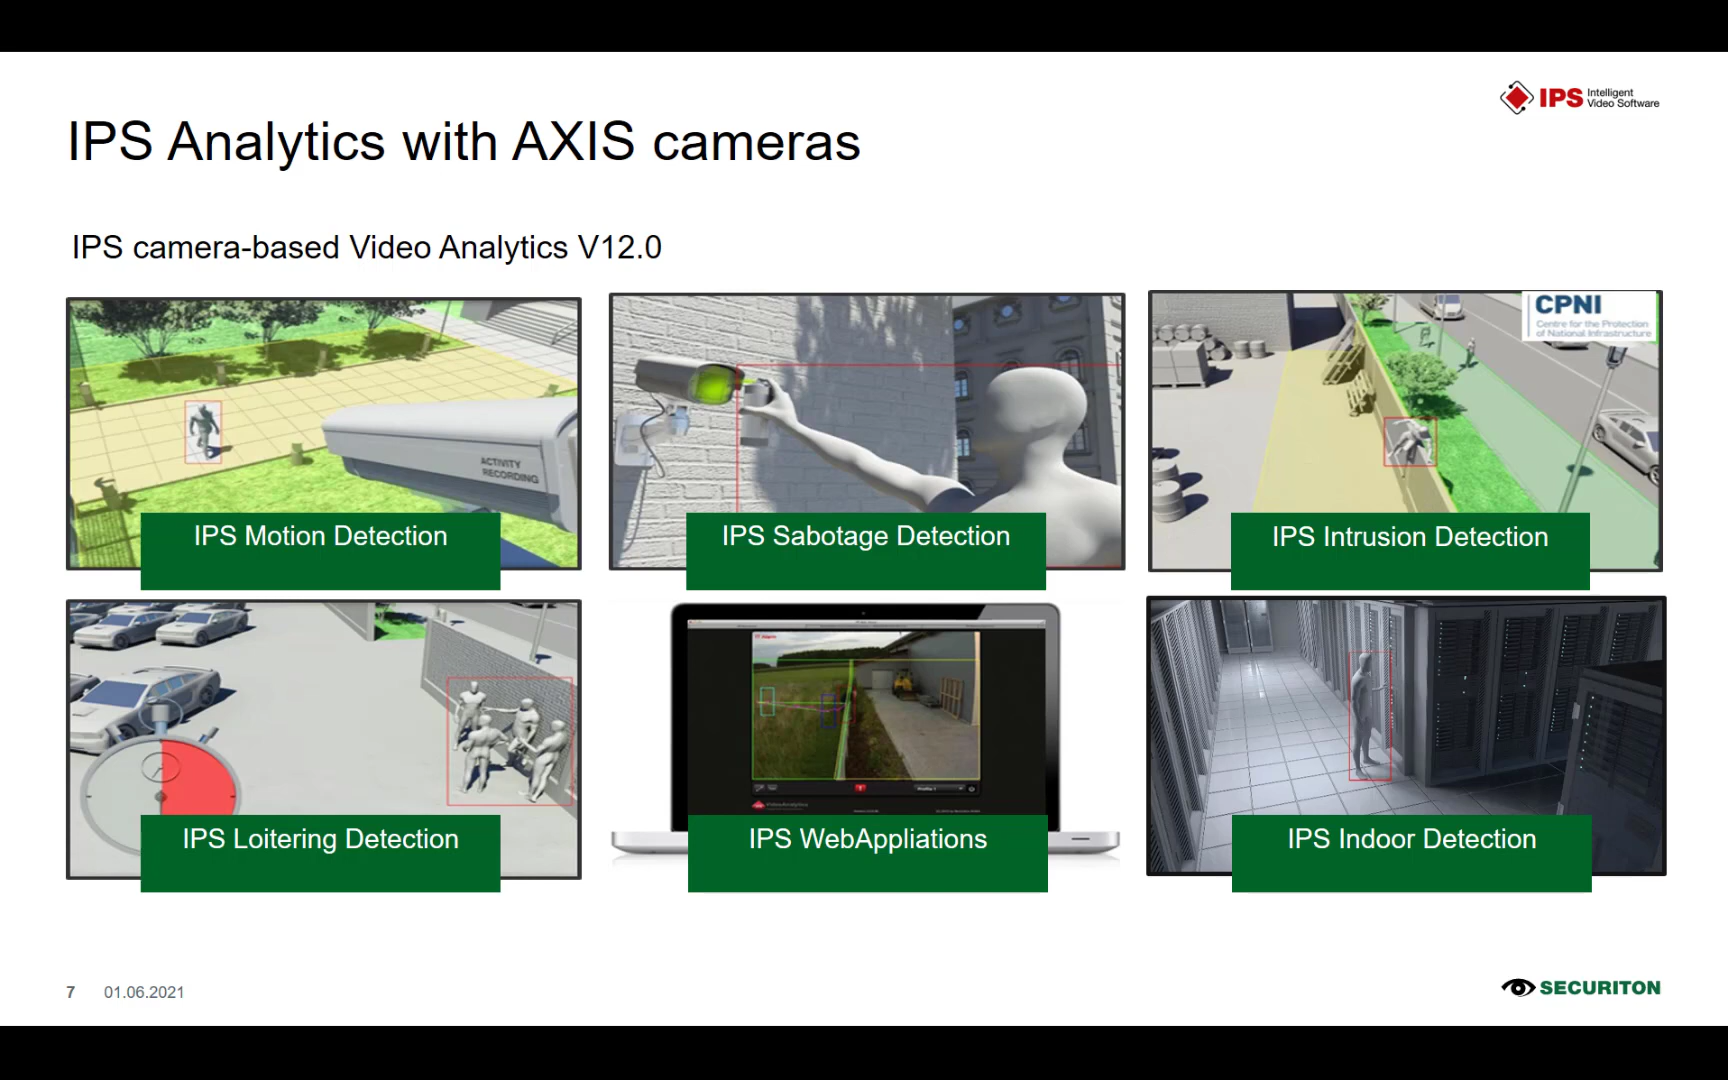 IPS Intelligent
Video Software
IPS Analytics with AXIS cameras
IPS camera-based Video Analytics V12.0
CPNI
Centre for the Protection
of National Infrastructure
ACTIVITY
RECORDING
IPS Motion Detection
IPS Sabotage Detection
IPS Intrusion Detection
IPS Loitering Detection
IPS WebAppliations
IPS Indoor Detection
7 01.06.2021
SECURITON